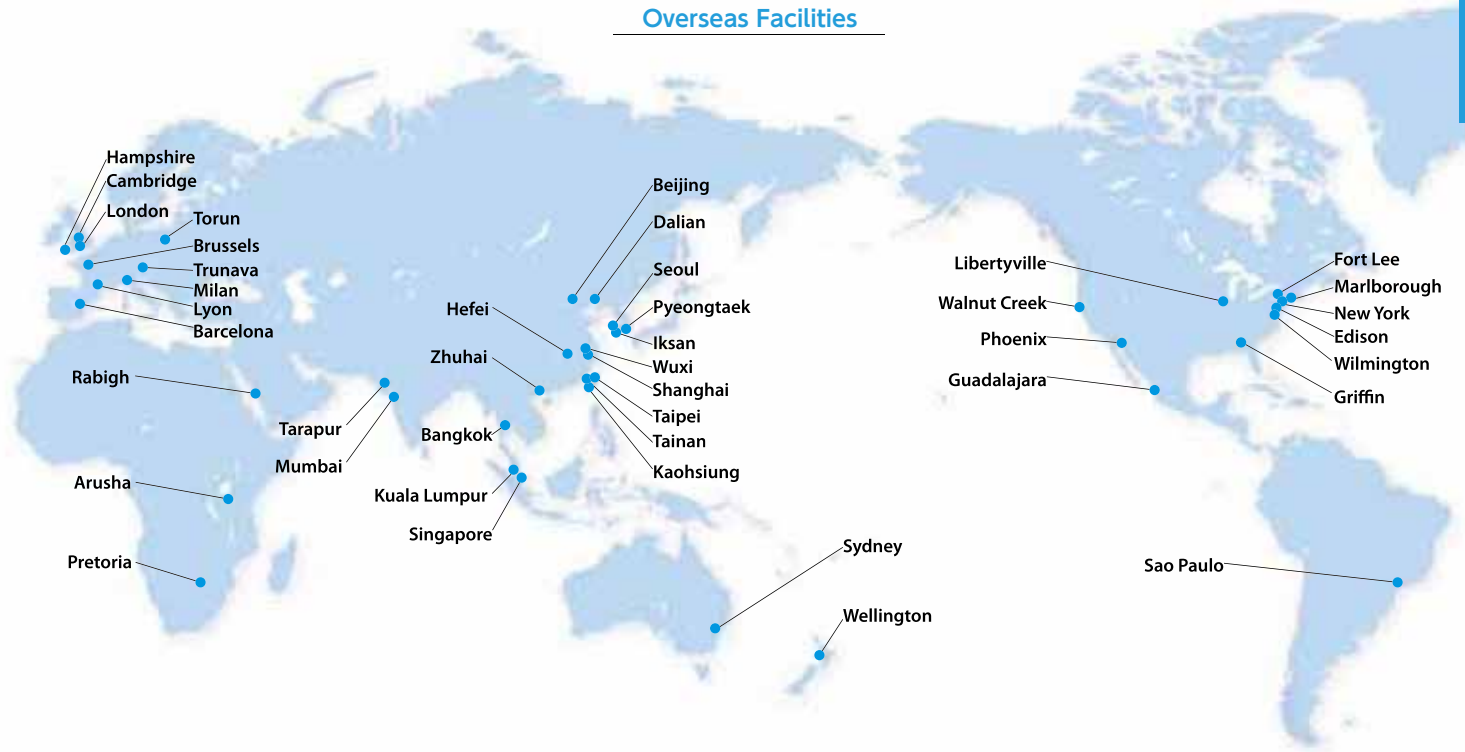 Overseas Facilities
Hampshire
Cambridge
London
Torun
Brussels
Trunava
Milan
Lyon
Barcelona
Rabigh
Arusha
Pretoria
Tarapur
Mumbai
Beijing
Dalian
Seoul
Pyeongtaek
Iksan
Wuxi
Shanghai
Taipei
Tainan
Kaohsiung
Hefei
Zhuhai
Bangkok
Kuala Lumpur
Singapore
Sydney
Wellington
Libertyville
Walnut Creek
Phoenix
Guadalajara
Fort Lee
Marlborough
New York
Edison
Wilmington
Griffin
Sao Paulo